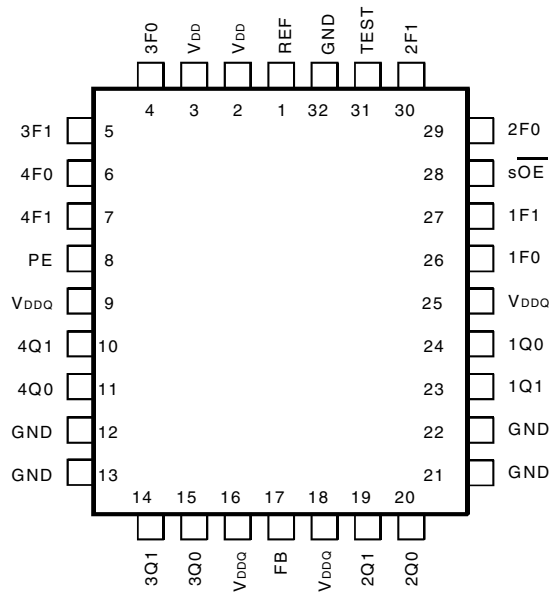 3F0 VDD VDD REF GND TEST 2F1
4 3 2 1 32 31 30
3F1 5 29 2F0
4F0 6 28 sOE
4F1 7 27 1F1
PE 8 26 1F0
VDDQ 9 25 VDDQ
4Q1 10 24 1Q0
4Q0 11 23 1Q1
GND 12 22 GND
GND 13 21 GND
14 15 16 17 18 19 20
3Q1 3Q0 VDDQ FB VDDQ 2Q1 2Q0